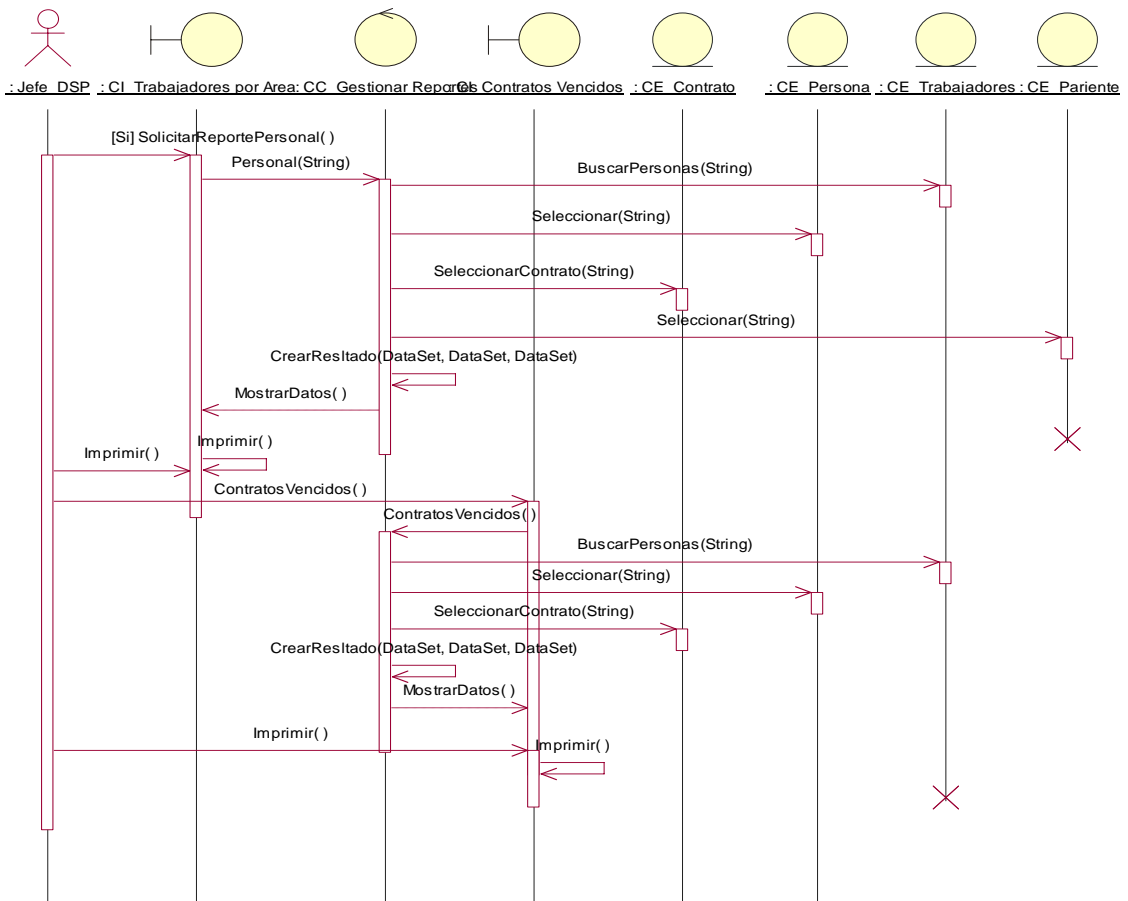 : Jefe_DSP
: CI_Trabajadores por Area
: CC_Gestionar Reportes
: CI Contratos Vencidos
: CE_Contrato
: CE_Persona
: CE_Trabajadores
: CE_Pariente
[Si] SolicitarReportePersonal( )
Personal(String)
BuscarPersonas(String)
Seleccionar(String)
SeleccionarContrato(String)
Seleccionar(String)
CrearResltado(DataSet, DataSet, DataSet)
MostrarDatos( )
Imprimir( )
Imprimir( )
ContratosVencidos( )
ContratosVencidos( )
BuscarPersonas(String)
Seleccionar(String)
SeleccionarContrato(String)
CrearResltado(DataSet, DataSet, DataSet)
MostrarDatos( )
Imprimir( )
Imprimir( )